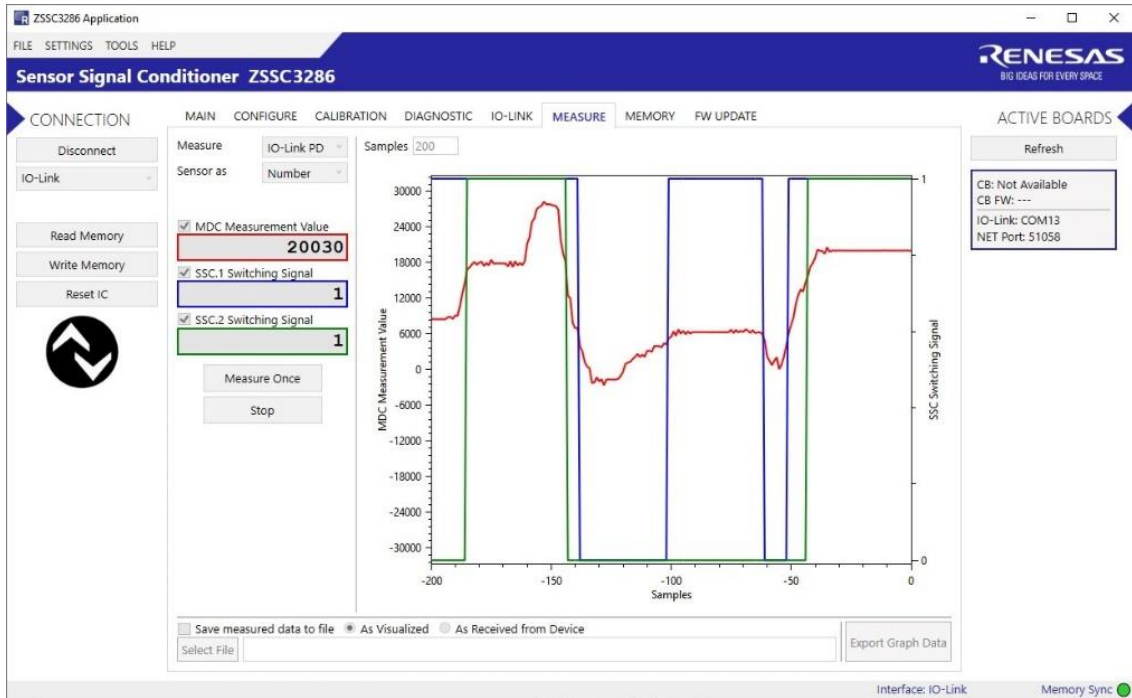 ZSSC3286 Application
FILE SETTINGS TOOLS HELP
Sensor Signal Conditioner ZSSC3286
RENESAS
BIG IDEAS FOR EVERY SPACE
CONNECTION
Disconnect
IO-Link
Read Memory
Write Memory
Reset IC
MAIN CONFIGURE CALIBRATION DIAGNOSTIC IO-LINK MEASURE MEMORY FW UPDATE
Measure IO-Link PD
Sensor as Number
MDC Measurement Value
20030
SSC.1 Switching Signal
1
SSC.2 Switching Signal
1
Measure Once
Stop
Samples 200
30000
24000
18000
12000
6000
0
-6000
-12000
-18000
-24000
-30000
MDC Measurement Value
1
0
SSC Switching Signal
-200 -150 -100 -50 0
Samples
Save measured data to file As Visualized As Received from Device
Select File
Export Graph Data
ACTIVE BOARDS
Refresh
CB: Not Available
CB FW: ---
IO-Link: COM13
NET Port: 51058
Interface: IO-Link Memory Sync